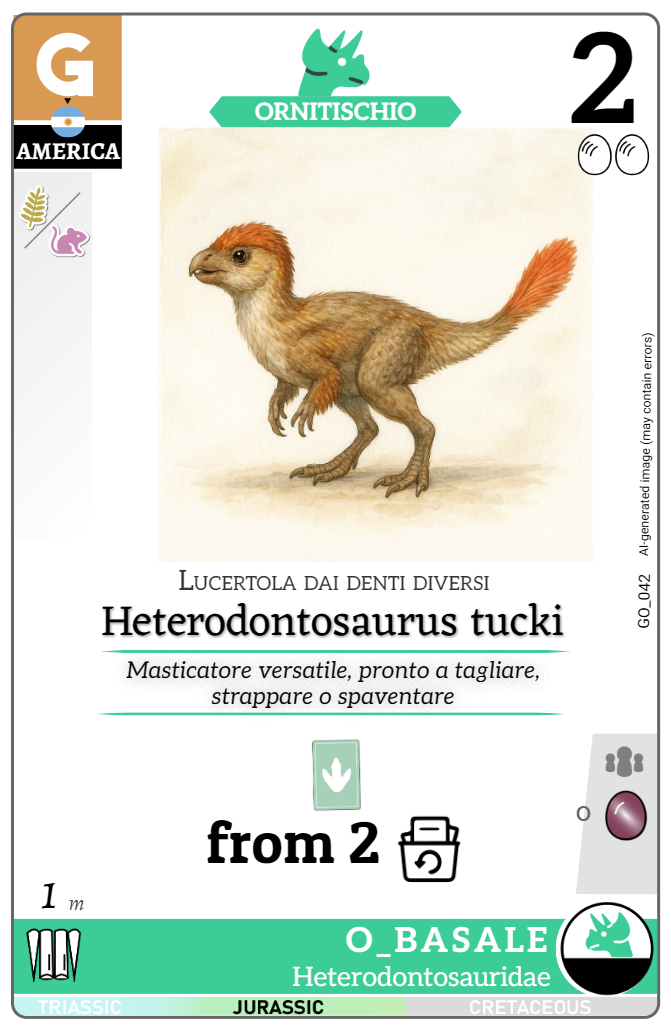 G
AMERICA
ORNITISCHIO
2
AI-generated image (may contain errors)
GO_042
LUCERTOLA DAI DENTI DIVERSI
Heterodontosaurus tucki
Masticatore versatile, pronto a tagliare,
strappare o spaventare
from 2
O
1 m
O_BASALE
Heterodontosauridae
TRIASSIC JURASSIC CRETACEOUS